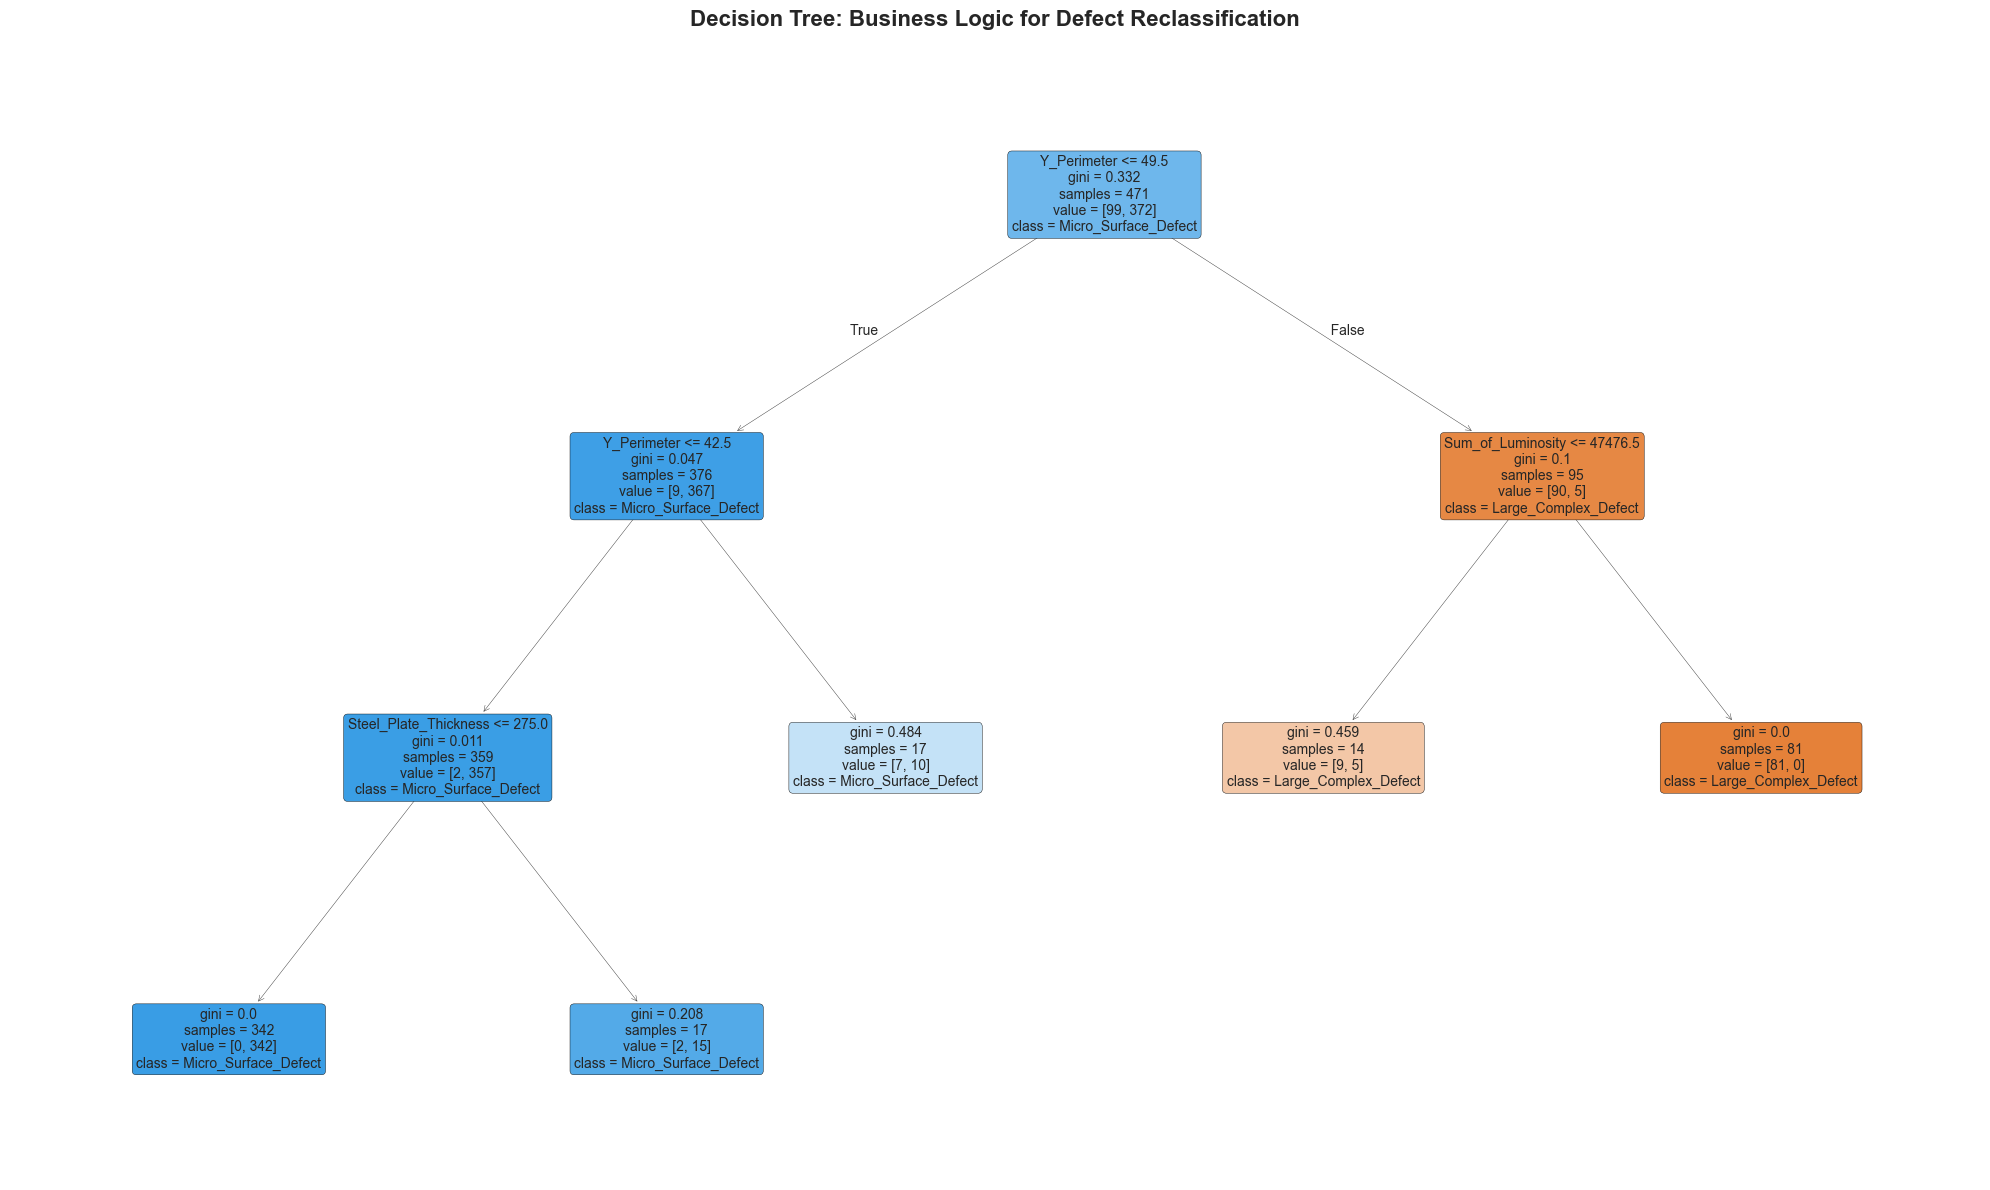 Decision Tree: Business Logic for Defect Reclassification
Y_Perimeter <= 49.5
gini = 0.332
samples = 471
value = [99, 372]
class = Micro_Surface_Defect
True
False
Y_Perimeter <= 42.5
gini = 0.047
samples = 376
value = [9, 367]
class = Micro_Surface_Defect
Sum_of_Luminosity <= 47476.5
gini = 0.1
samples = 95
value = [90, 5]
class = Large_Complex_Defect
Steel_Plate_Thickness <= 275.0
gini = 0.011
samples = 359
value = [2, 357]
class = Micro_Surface_Defect
gini = 0.484
samples = 17
value = [7, 10]
class = Micro_Surface_Defect
gini = 0.459
samples = 14
value = [9, 5]
class = Large_Complex_Defect
gini = 0.0
samples = 81
value = [81, 0]
class = Large_Complex_Defect
gini = 0.0
samples = 342
value = [0, 342]
class = Micro_Surface_Defect
gini = 0.208
samples = 17
value = [2, 15]
class = Micro_Surface_Defect